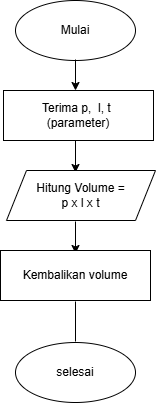 Mulai
Terima p, l, t
(parameter)
Hitung Volume =
p x l x t
Kembalikan volume
selesai